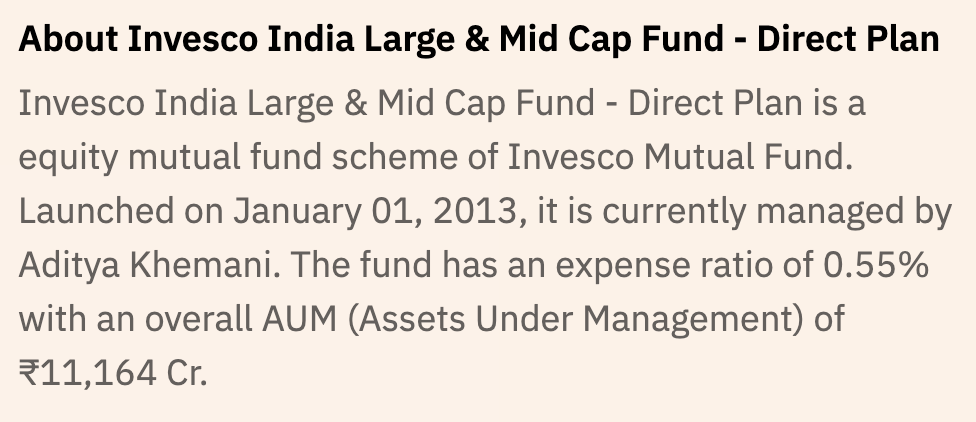 About Invesco India Large & Mid Cap Fund - Direct Plan
Invesco India Large & Mid Cap Fund - Direct Plan is a
equity mutual fund scheme of Invesco Mutual Fund.
Launched on January 01, 2013, it is currently managed by
Aditya Khemani. The fund has an expense ratio of 0.55%
with an overall AUM (Assets Under Management) of
₹11,164 Cr.